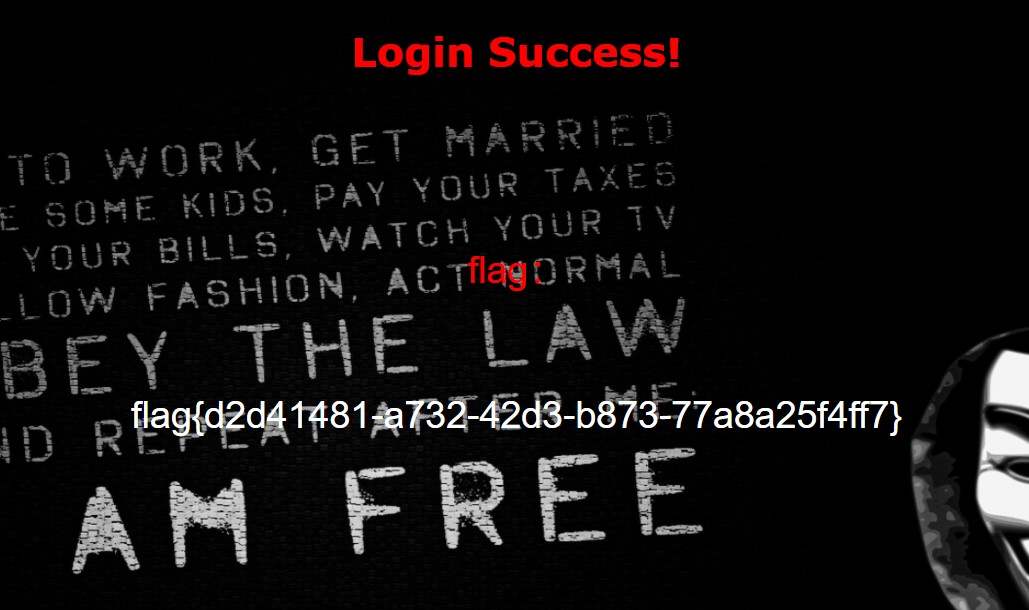 Login Success!
TO WORK, GET MARRIED
E SOME KIDS, PAY YOUR TAXES
YOUR BILLS, WATCH YOUR TV
LLOW FASHION, ACT NORMAL
flag:
BEY THE LAW
flag{d2d41481-a732-42d3-b873-77a8a25f4ff7}
ND REPEAT AFTER ME:
AM FREE